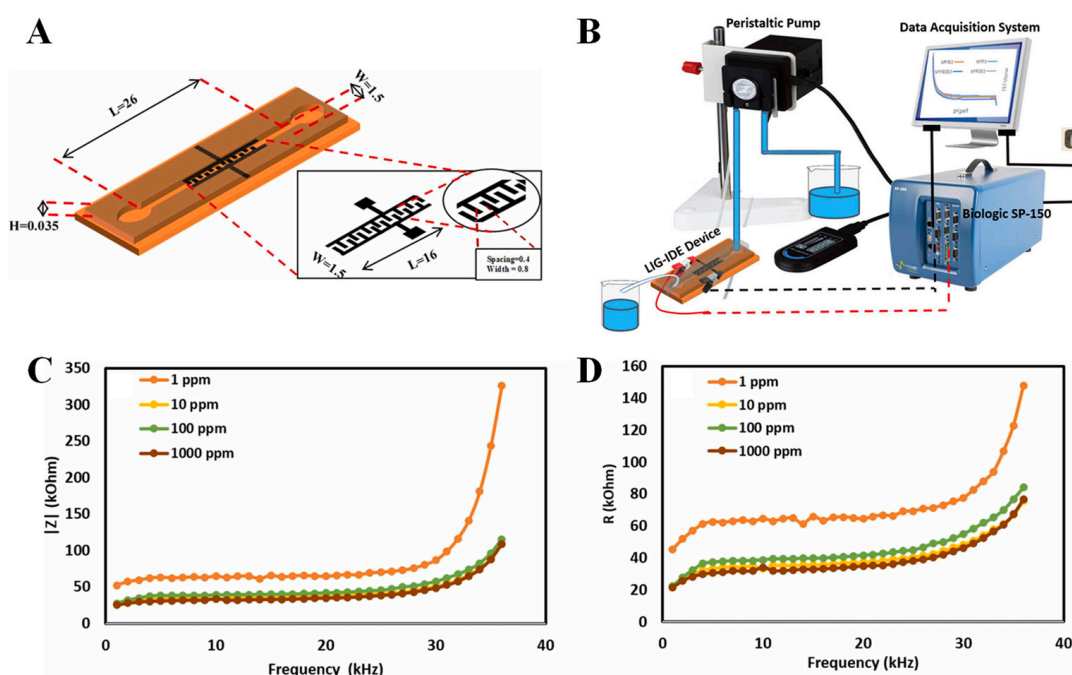 A
L=26
W=1.5
H=0.035
W=1.5
L=16
Spacing=0.4
Width = 0.8
B
Peristaltic Pump
Data Acquisition System
Biologic SP-150
LIG-IDE Device
C
350
300
250
200
150
100
50
0
|Z| (kOhm)
1 ppm
10 ppm
100 ppm
1000 ppm
0
10
20
30
40
Frequency (kHz)
D
160
140
120
100
80
60
40
20
0
R (kOhm)
1 ppm
10 ppm
100 ppm
1000 ppm
0
10
20
30
40
Frequency (kHz)